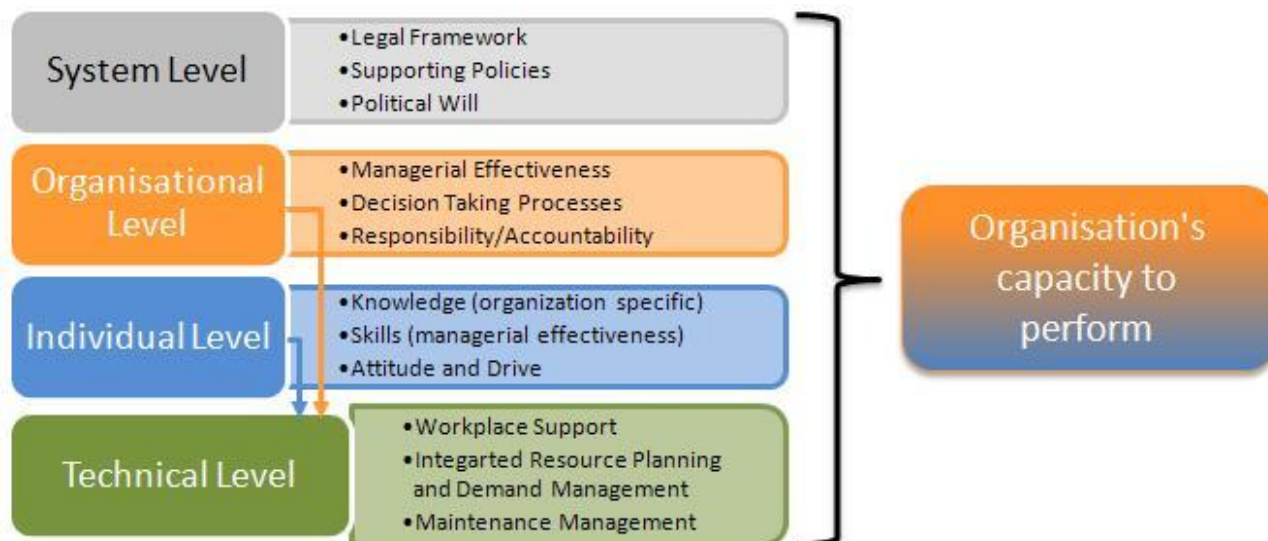 System Level
•Legal Framework
•Supporting Policies
•Political Will
Organisational
Level
•Managerial Effectiveness
•Decision Taking Processes
•Responsibility/Accountability
Individual Level
•Knowledge (organization specific)
•Skills (managerial effectiveness)
•Attitude and Drive
Technical Level
•Workplace Support
•Integarted Resource Planning
and Demand Management
•Maintenance Management
Organisation's
capacity to
perform